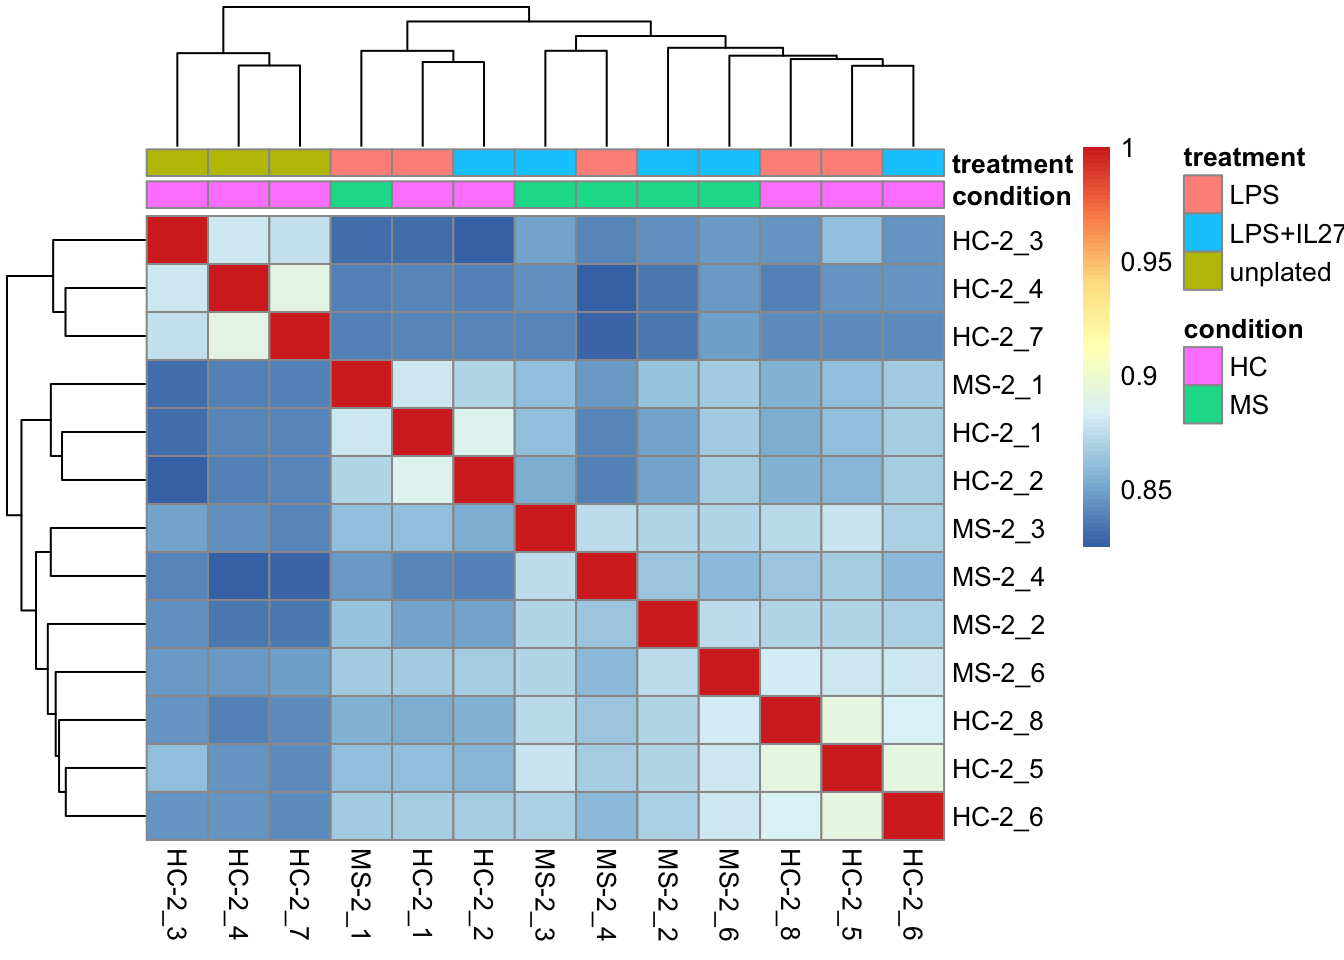 treatment
condition
HC-2_3
HC-2_4
HC-2_7
MS-2_1
HC-2_1
HC-2_2
MS-2_3
MS-2_4
MS-2_2
MS-2_6
HC-2_8
HC-2_5
HC-2_6
HC-2_3
HC-2_4
HC-2_7
MS-2_1
HC-2_1
HC-2_2
MS-2_3
MS-2_4
MS-2_2
MS-2_6
HC-2_8
HC-2_5
HC-2_6
1
0.95
0.9
0.85
treatment
LPS
LPS+IL27
unplated
condition
HC
MS